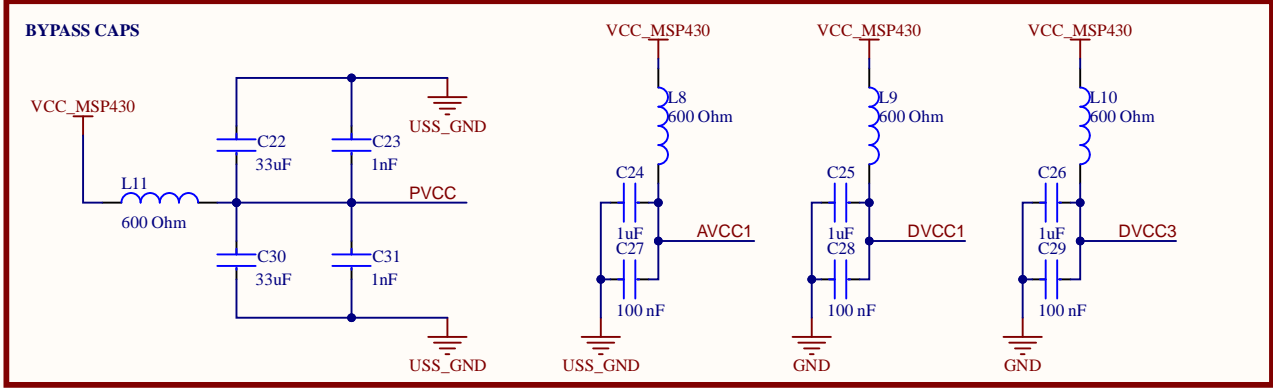 BYPASS CAPS
VCC_MSP430
L11
600 Ohm
C22
33uF
C23
1nF
USS_GND
PVCC
C30
33uF
C31
1nF
USS_GND
VCC_MSP430
L8
600 Ohm
C24
1uF
AVCC1
C27
100 nF
USS_GND
VCC_MSP430
L9
600 Ohm
C25
1uF
DVCC1
C28
100 nF
GND
VCC_MSP430
L10
600 Ohm
C26
1uF
DVCC3
C29
100 nF
GND